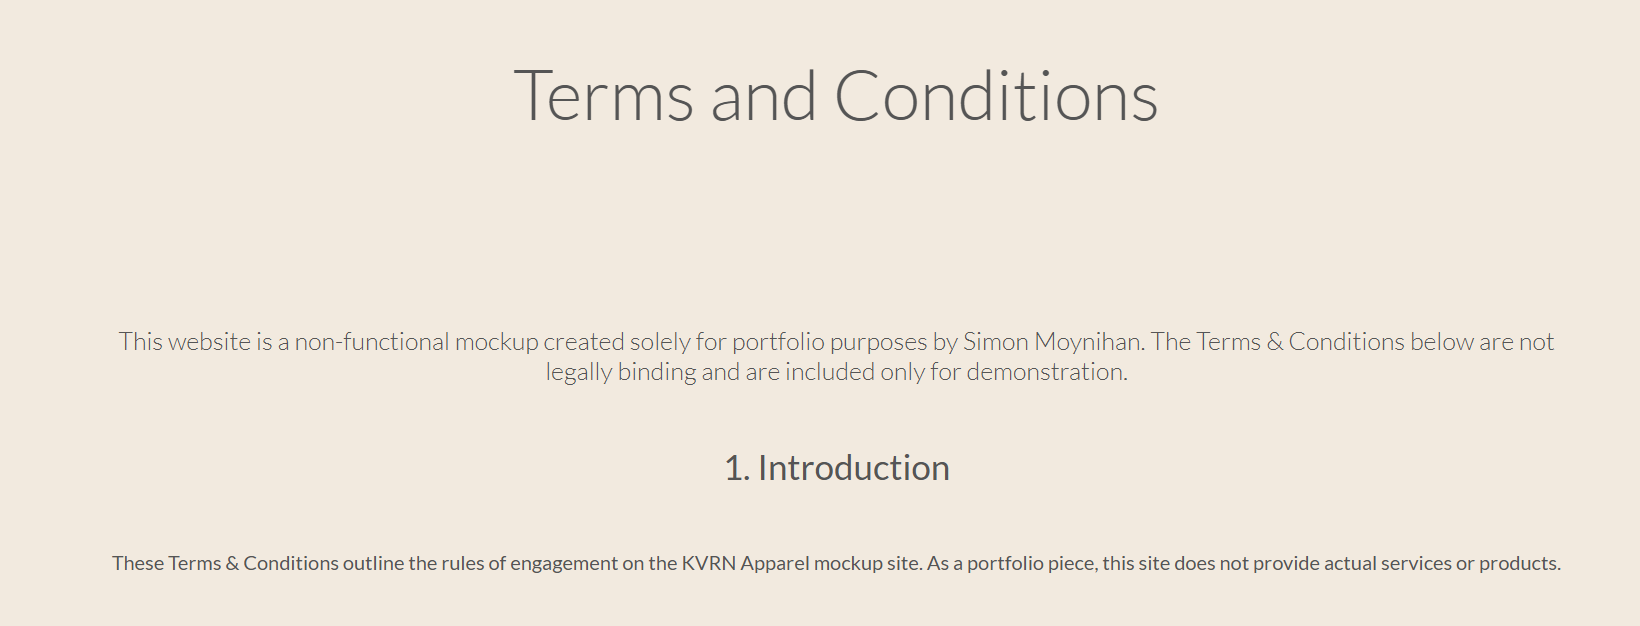 Terms and Conditions
This website is a non-functional mockup created solely for portfolio purposes by Simon Moynihan. The Terms & Conditions below are not
legally binding and are included only for demonstration.
1. Introduction
These Terms & Conditions outline the rules of engagement on the KVRN Apparel mockup site. As a portfolio piece, this site does not provide actual services or products.